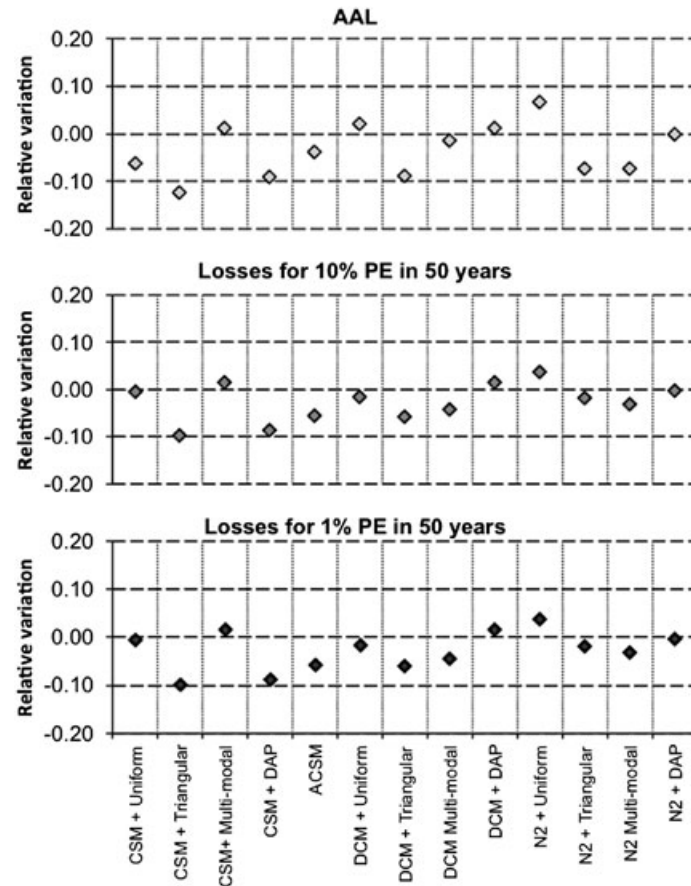 AAL
Relative variation
0.20
0.10
0.00
-0.10
-0.20
Losses for 10% PE in 50 years
Relative variation
0.20
0.10
0.00
-0.10
-0.20
Losses for 1% PE in 50 years
Relative variation
0.20
0.10
0.00
-0.10
-0.20
CSM + Uniform
CSM + Triangular
CSM+ Multi-modal
CSM + DAP
ACSM
DCM + Uniform
DCM + Triangular
DCM Multi-modal
DCM + DAP
N2 + Uniform
N2 + Triangular
N2 Multi-modal
N2 + DAP